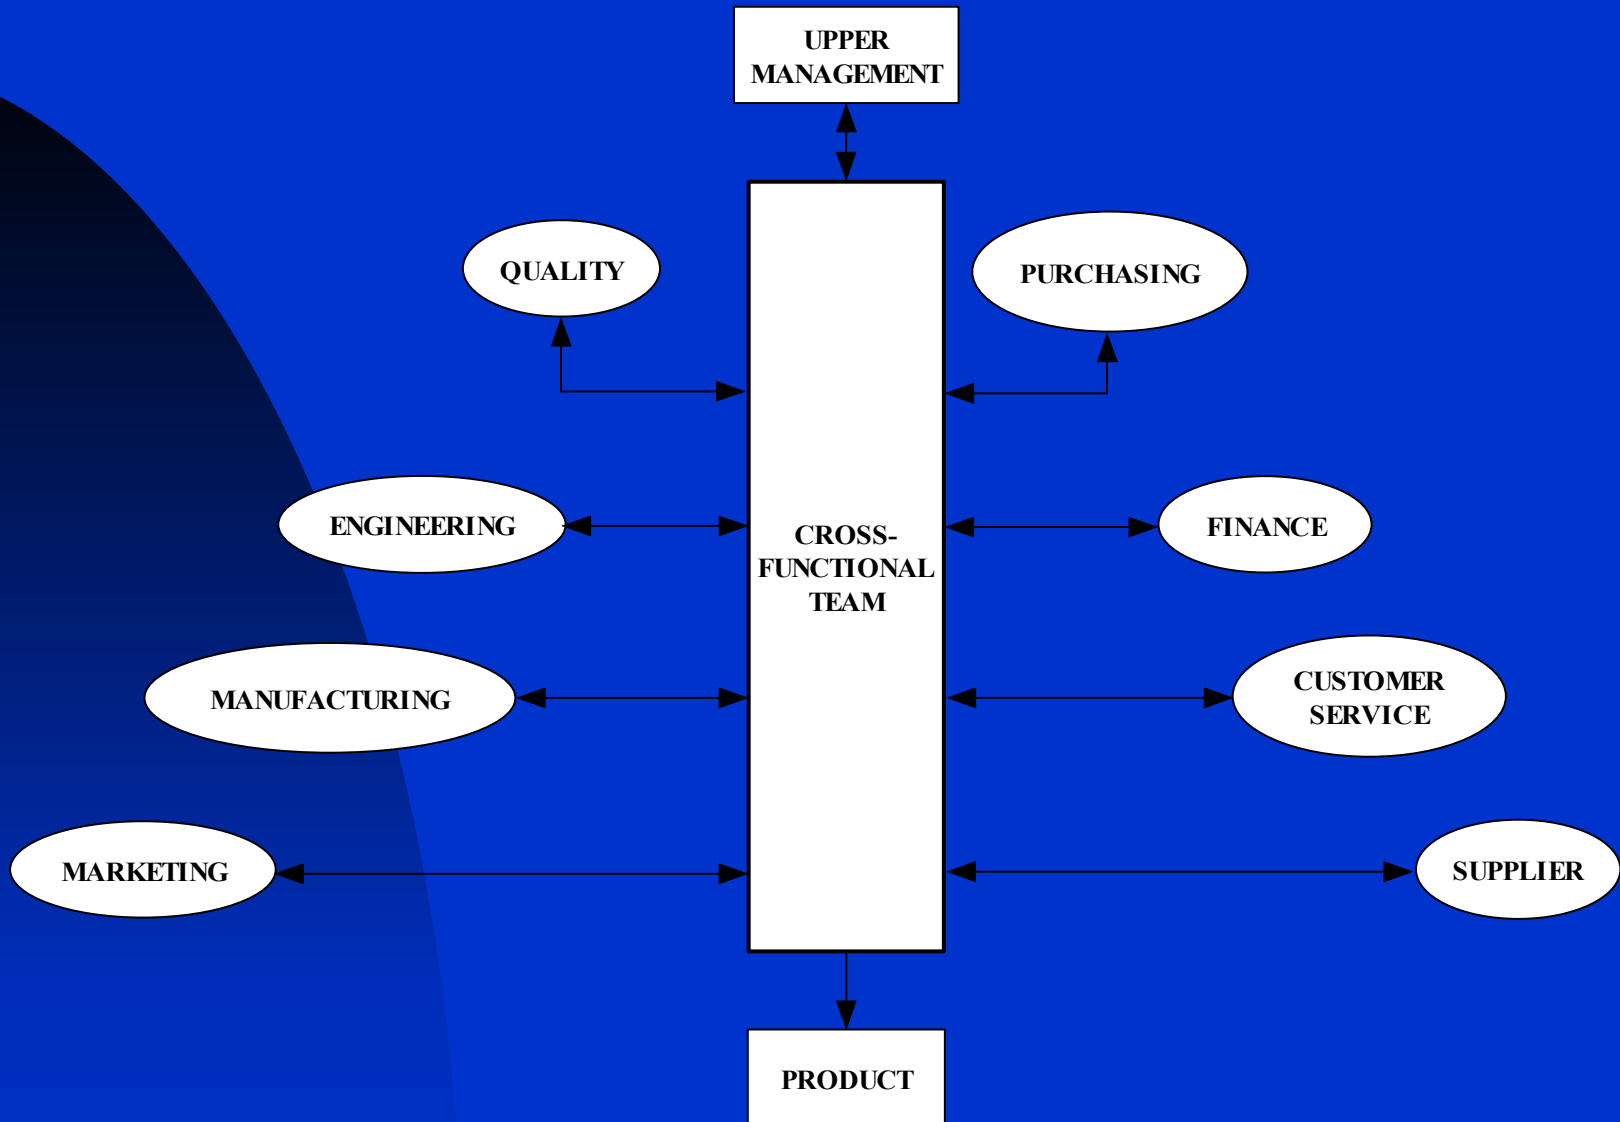 UPPER
MANAGEMENT
QUALITY
PURCHASING
ENGINEERING
FINANCE
CROSS-
FUNCTIONAL
TEAM
MANUFACTURING
CUSTOMER
SERVICE
MARKETING
SUPPLIER
PRODUCT